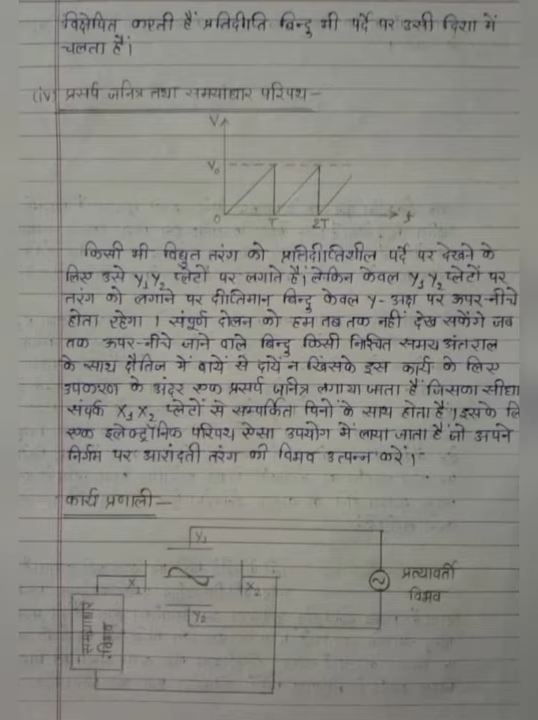 विक्षेपित करती हैं प्रतिदीप्ति बिन्दु भी पर्दे पर उसी दिशा में
चलता हैं।
(iv) प्रसर्प जनित्र तथा समयाधार परिपथ—
V
V₀
0 T 2T t
किसी भी विद्युत तरंग को प्रतिदीप्तिशील पर्दे पर देखने के
लिए उसे Y₁Y₂ प्लेटों पर लगाते हैं। लेकिन केवल Y₁Y₂ प्लेटों पर
तरंग को लगाने पर दीप्तिमान बिन्दु केवल Y-अक्ष पर ऊपर-नीचे
होता रहेगा। संपूर्ण दोलन को हम तब तक नहीं देख सकेंगे जब
तक ऊपर-नीचे जाने वाले बिन्दु किसी निश्चित समय अंतराल
के साथ क्षैतिज में बायें से दायें न खिसके इस कार्य के लिए
उपकरण के अंदर एक प्रसर्प जनित्र लगाया जाता हैं जिसका सीधा
संपर्क X₁X₂ प्लेटों से सम्पर्कित पिनों के साथ होता हैं। इसके लि
एक इलेक्ट्रॉनिक परिपथ ऐसा उपयोग में लाया जाता हैं जो अपने
निर्गम पर आरादंती तरंग की विभव उत्पन्न करें।
कार्य प्रणाली—
Y₁
X₁ X₂
Y₂
प्रत्यावर्ती
विभव
समयाधार
विभव